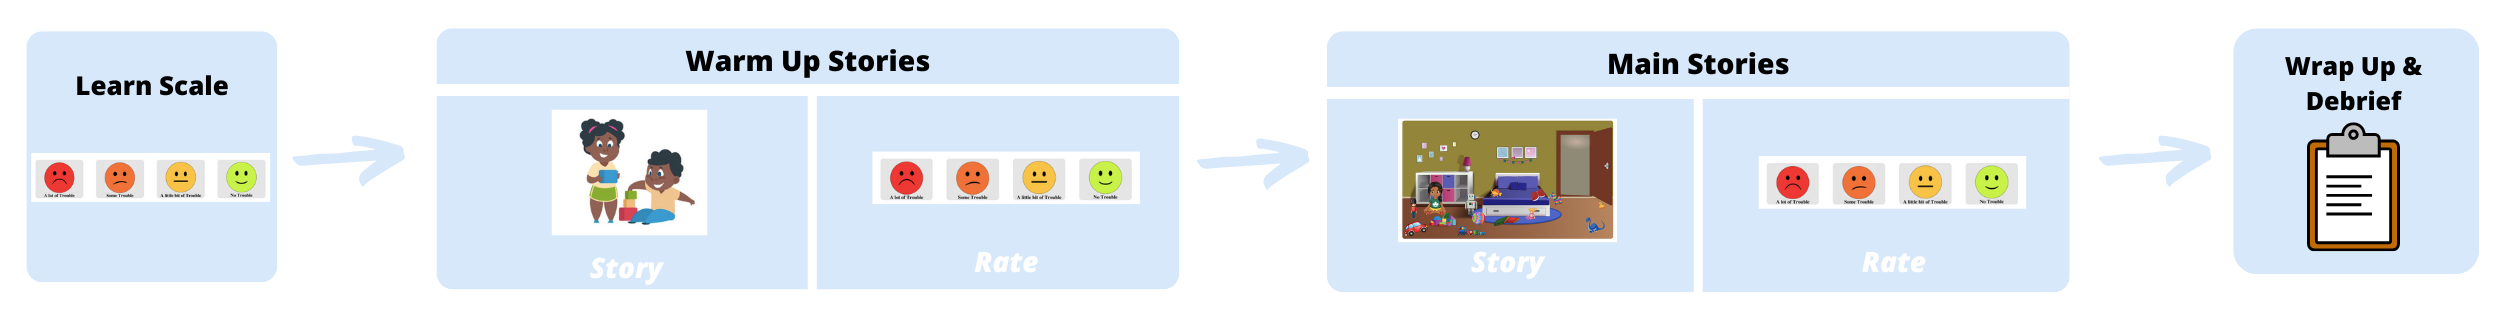 Learn Scale
A lot of Trouble Some Trouble A little bit of Trouble No Trouble
Warm Up Stories
Story
A lot of Trouble Some Trouble A little bit of Trouble No Trouble
Rate
Main Stories
Story
A lot of Trouble Some Trouble A little bit of Trouble No Trouble
Rate
Wrap Up &
Debrief